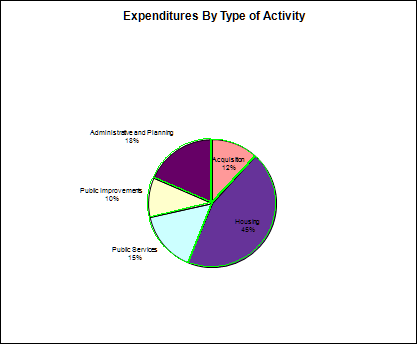 Expenditures By Type of Activity
Administrative and Planning
18%
Acquisition
12%
Public Improvements
10%
Housing
45%
Public Services
15%